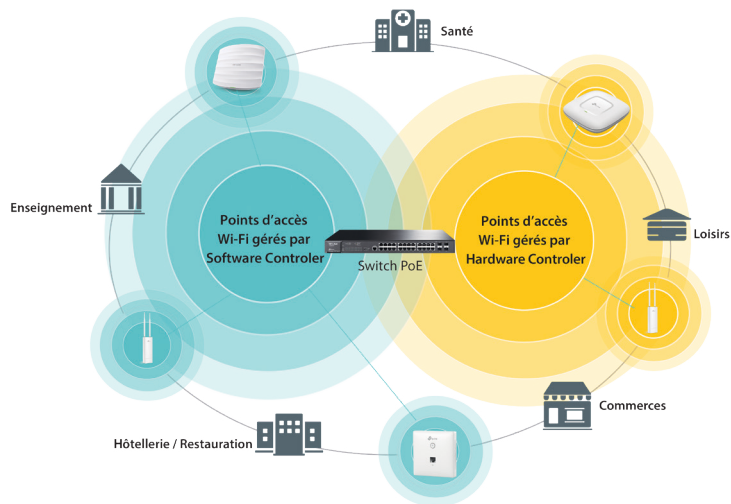 Santé
Enseignement
Points d'accès
Wi-Fi gérés par
Software Controler
Switch PoE
Points d'accès
Wi-Fi gérés par
Hardware Controler
Loisirs
Commerces
Hôtellerie / Restauration